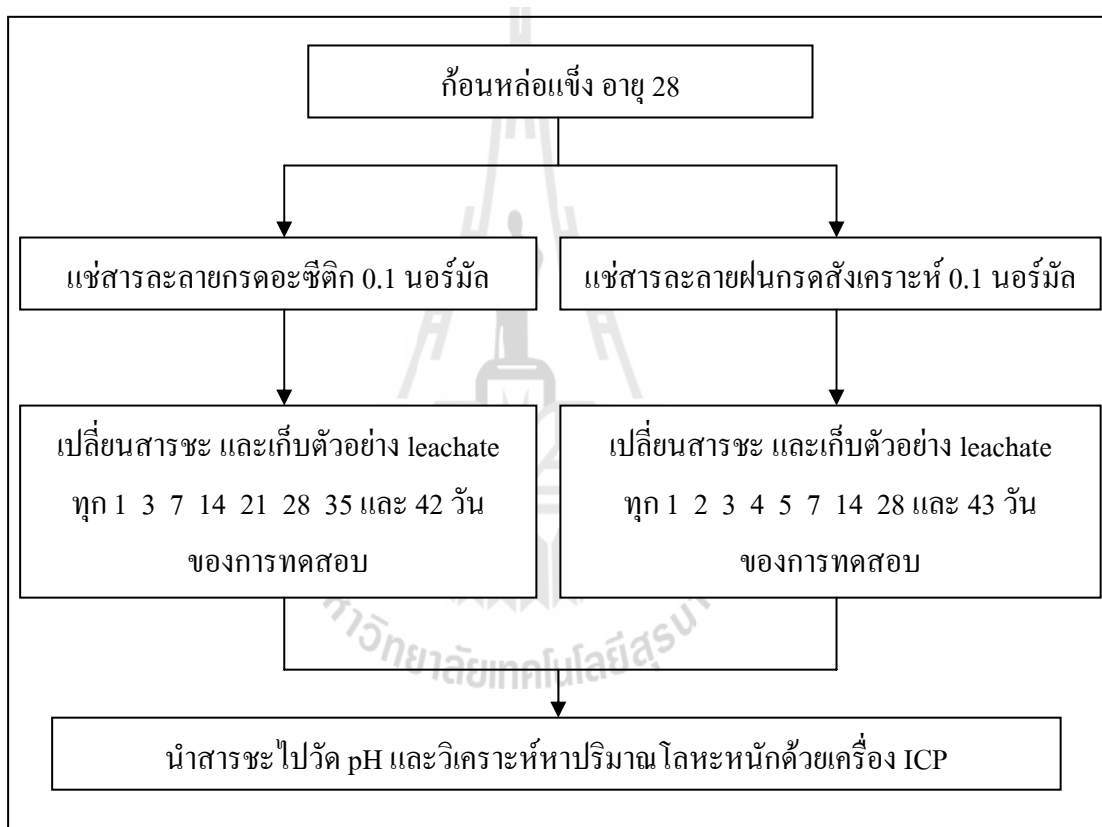 ก้อนหล่อแข็ง อายุ 28
แช่สารละลายกรดอะซีติก 0.1 นอร์มัล
แช่สารละลายฝนกรดสังเคราะห์ 0.1 นอร์มัล
เปลี่ยนสารชะ และเก็บตัวอย่าง leachate
ทุก 1 3 7 14 21 28 35 และ 42 วัน
ของการทดสอบ
เปลี่ยนสารชะ และเก็บตัวอย่าง leachate
ทุก 1 2 3 4 5 7 14 28 และ 43 วัน
ของการทดสอบ
นำสารชะไปวัด pH และวิเคราะห์หาปริมาณโลหะหนักด้วยเครื่อง ICP